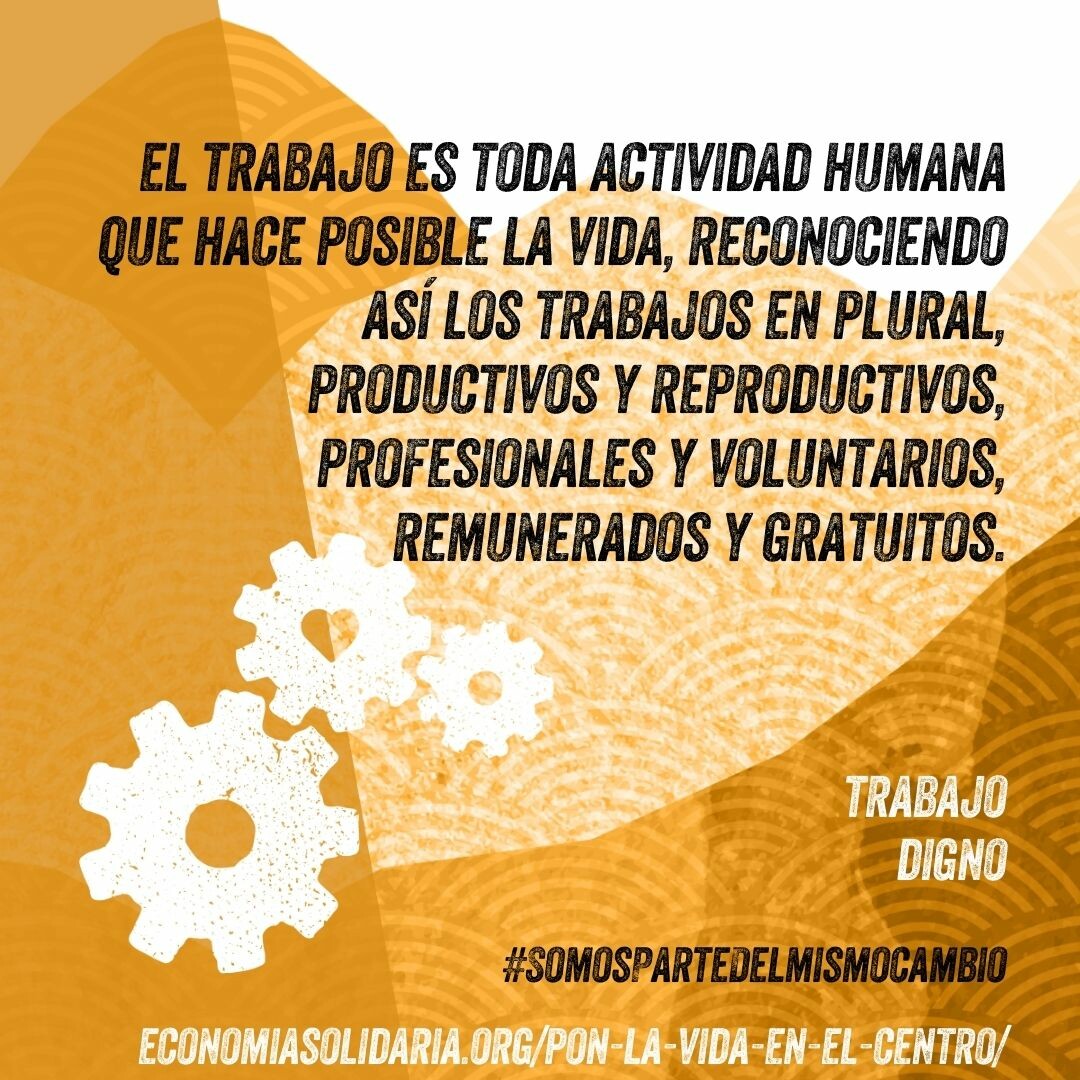 EL TRABAJO ES TODA ACTIVIDAD HUMANA
QUE HACE POSIBLE LA VIDA, RECONOCIENDO
ASÍ LOS TRABAJOS EN PLURAL,
PRODUCTIVOS Y REPRODUCTIVOS,
PROFESIONALES Y VOLUNTARIOS,
REMUNERADOS Y GRATUITOS.
TRABAJO
DIGNO
#SOMOSPARTEDELMISMOCAMBIO
ECONOMIASOLIDARIA.ORG/PON-LA-VIDA-EN-EL-CENTRO/